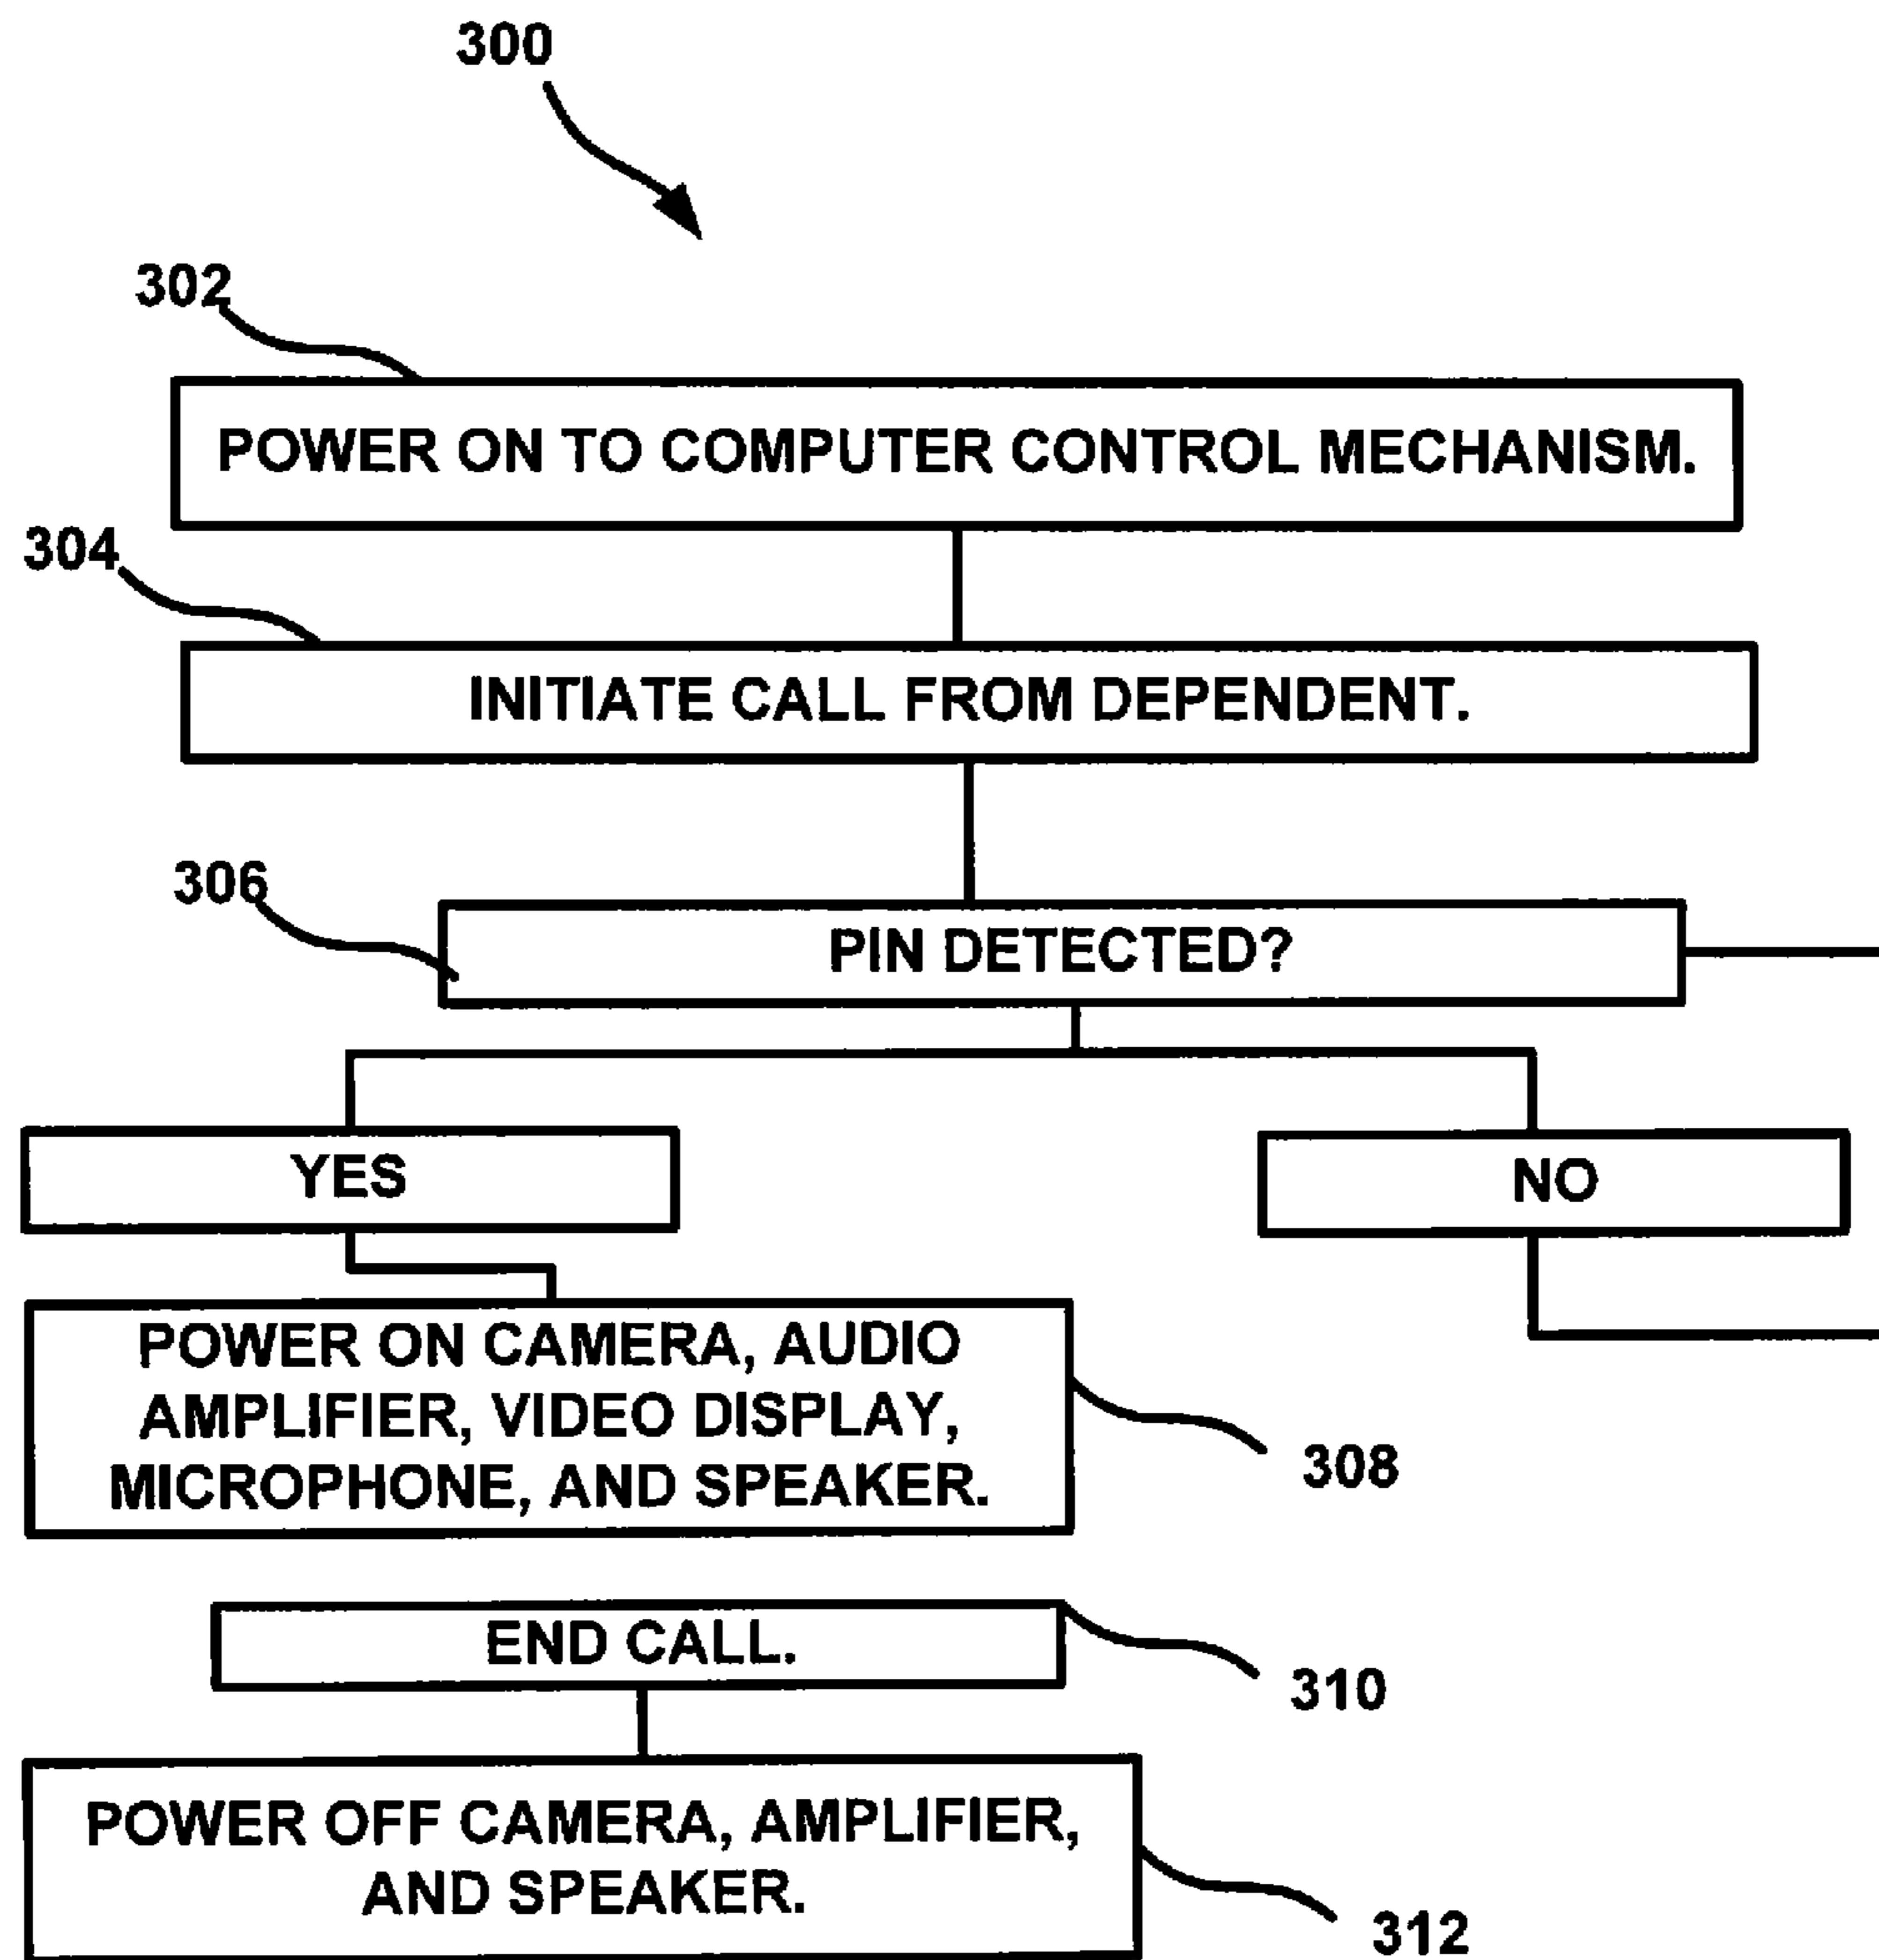 300
302
POWER ON TO COMPUTER CONTROL MECHANISM.
304
INITIATE CALL FROM DEPENDENT.
306
PIN DETECTED?
YES
NO
POWER ON CAMERA, AUDIO
AMPLIFIER, VIDEO DISPLAY,
MICROPHONE, AND SPEAKER.
308
END CALL.
310
POWER OFF CAMERA, AMPLIFIER,
AND SPEAKER.
312